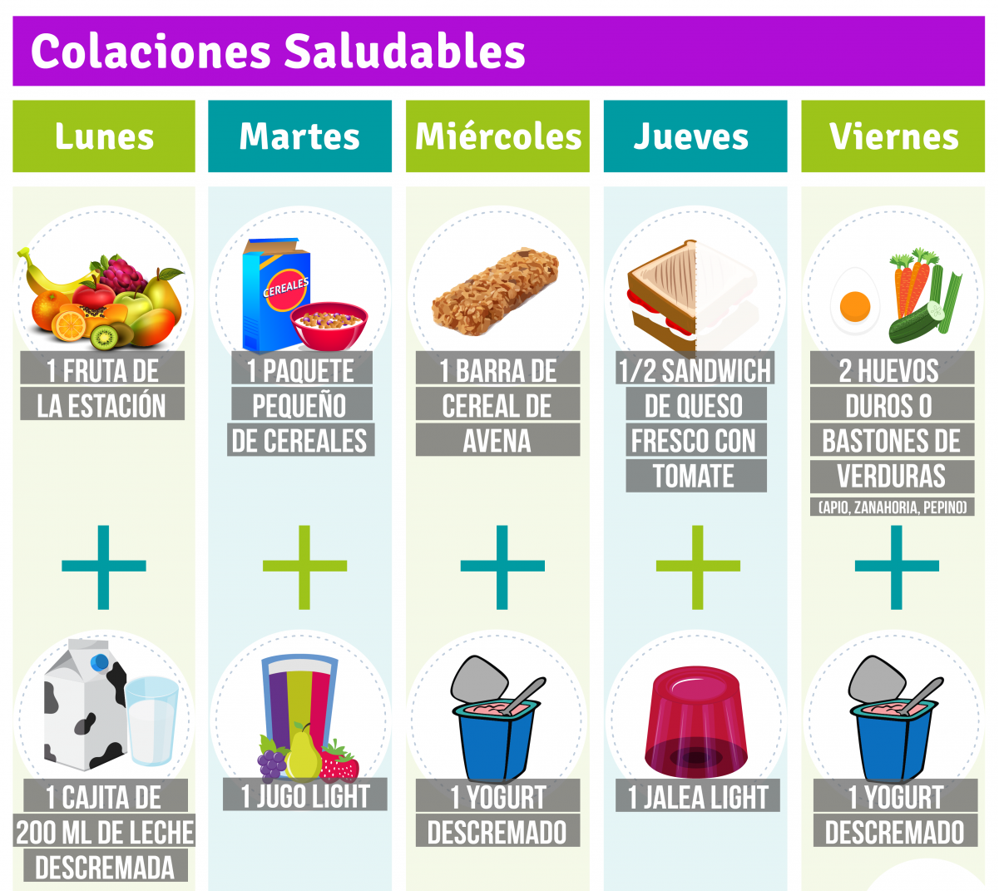 Colaciones Saludables
Lunes
Martes
Miércoles
Jueves
Viernes
CEREALES
1 FRUTA DE
LA ESTACIÓN
1 PAQUETE
PEQUEÑO
DE CEREALES
1 BARRA DE
CEREAL DE
AVENA
1/2 SANDWICH
DE QUESO
FRESCO CON
TOMATE
2 HUEVOS
DUROS O
BASTONES DE
VERDURAS
(APIO, ZANAHORIA, PEPINO)
1 CAJITA DE
200 ML DE LECHE
DESCREMADA
1 JUGO LIGHT
1 YOGURT
DESCREMADO
1 JALEA LIGHT
1 YOGURT
DESCREMADO